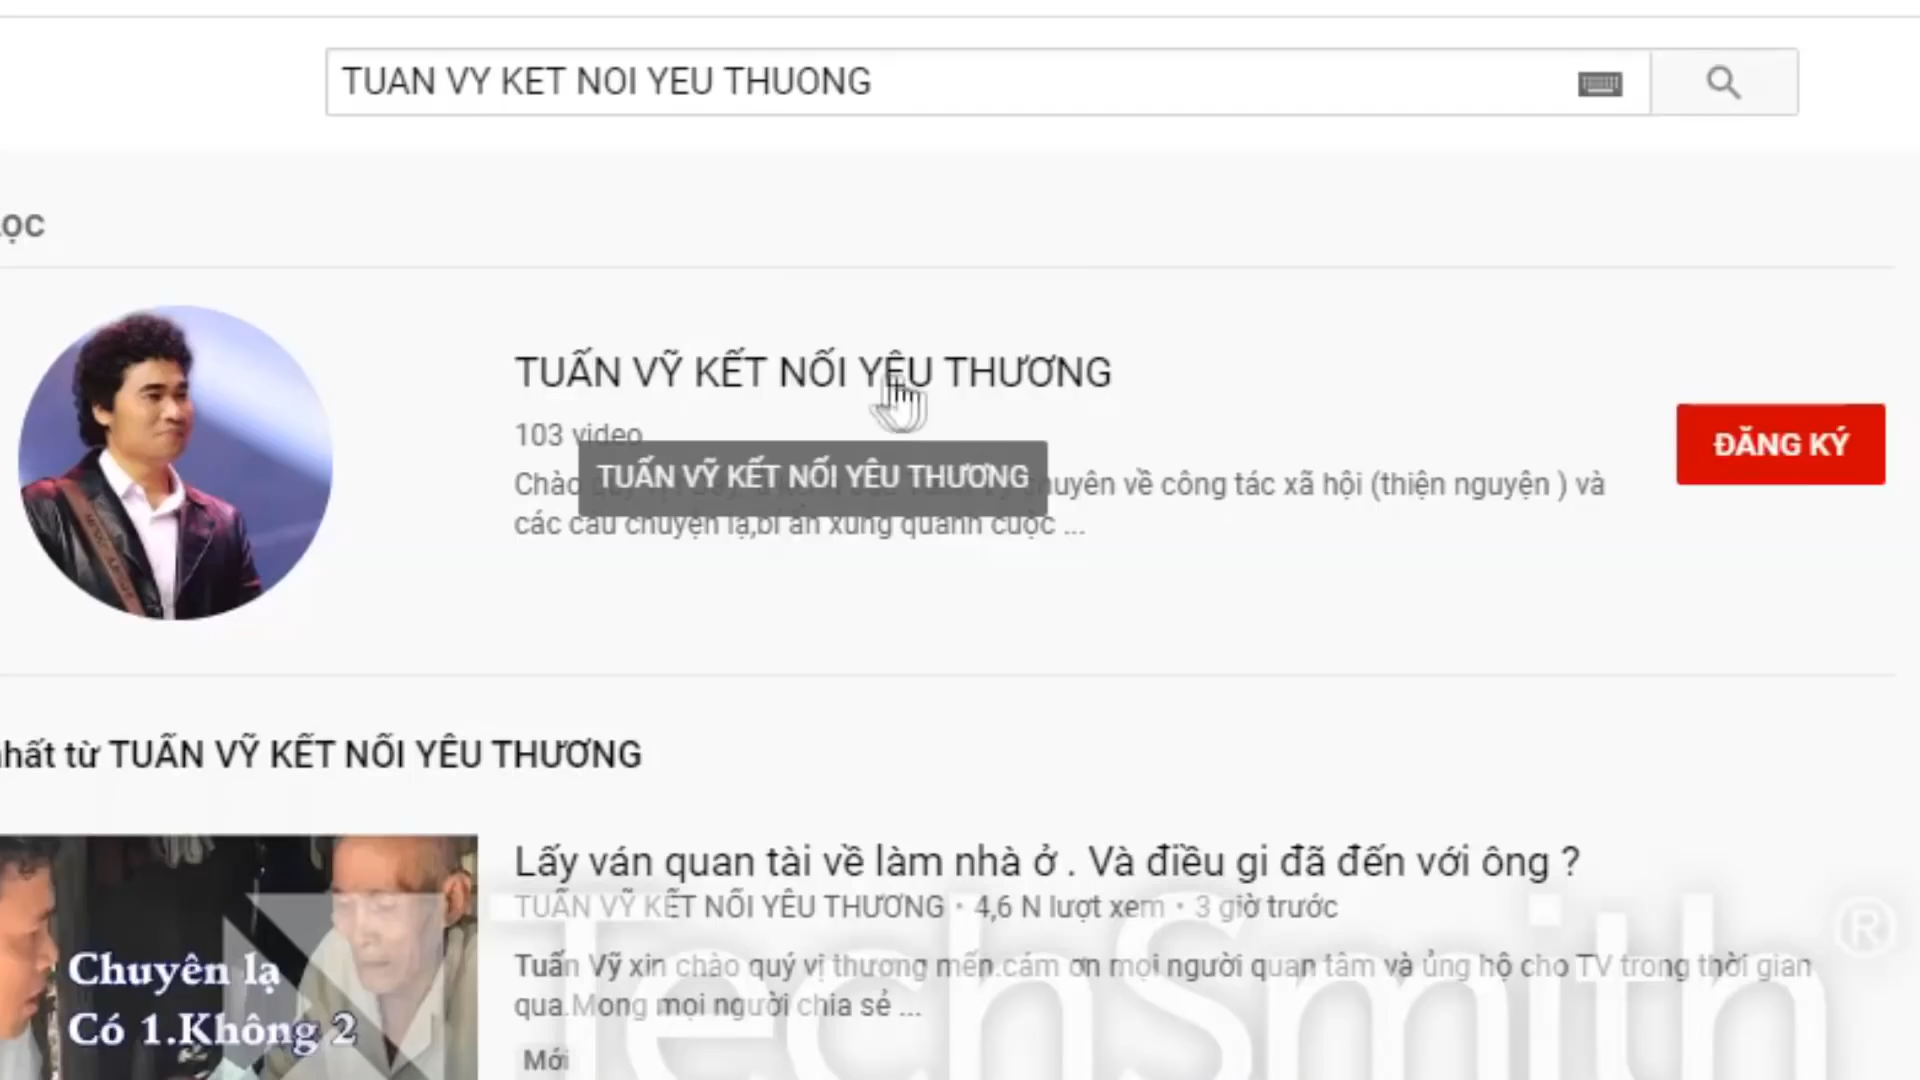 TUAN VY KET NOI YEU THUONG
LỌC
TUẤN VỸ KẾT NỐI YÊU THƯƠNG
103 video
TUẤN VỸ KẾT NỐI YÊU THƯƠNG
Chào chuyên về công tác xã hội (thiện nguyện ) và
các câu chuyện lạ,bí ẩn xung quanh cuộc ...
ĐĂNG KÝ
nhất từ TUẤN VỸ KẾT NỐI YÊU THƯƠNG
Lấy ván quan tài về làm nhà ở . Và điều gi đã đến với ông ?
TUẤN VỸ KẾT NỐI YÊU THƯƠNG • 4,6 N lượt xem • 3 giờ trước
Tuấn Vỹ xin chào quý vị thương mến.cám ơn mọi người quan tâm và ủng hộ cho TV trong thời gian
qua.Mong mọi người chia sẻ ...
Mới
Chuyên lạ
Có 1.Không 2
TechSmith®